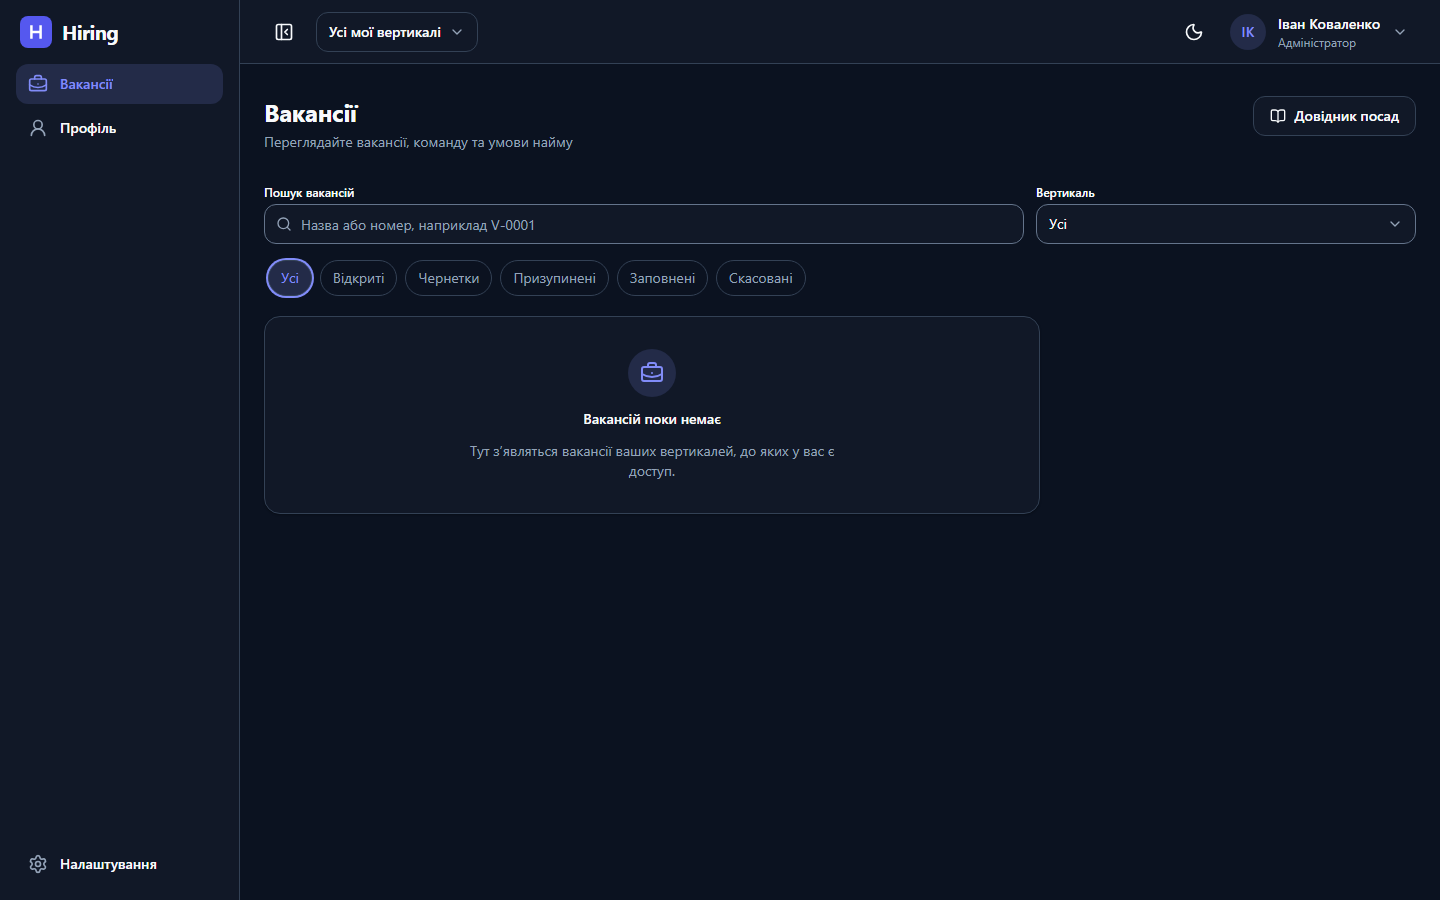 H Hiring
Усі мої вертикалі
ІК
Іван Коваленко
Адміністратор
Вакансії
Профіль
Налаштування
Вакансії
Переглядайте вакансії, команду та умови найму
Довідник посад
Пошук вакансій
Назва або номер, наприклад V-0001
Вертикаль
Усі
Усі
Відкриті
Чернетки
Призупинені
Заповнені
Скасовані
Вакансій поки немає
Тут з’являться вакансії ваших вертикалей, до яких у вас є
доступ.